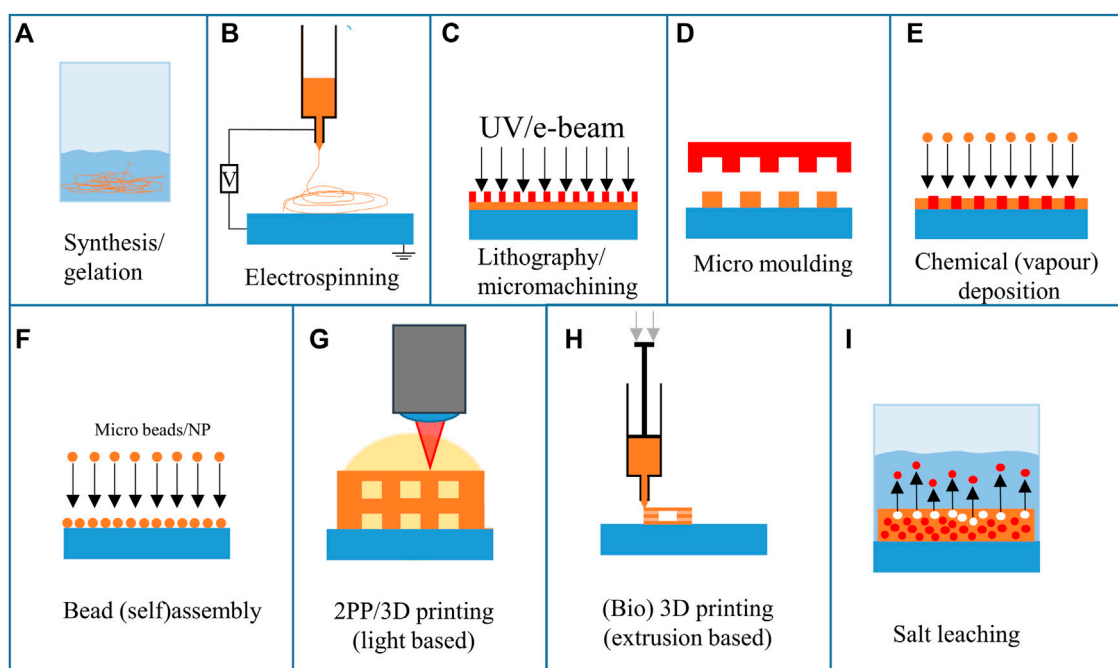 A
Synthesis/
gelation
B
V
Electrospinning
C
UV/e-beam
Lithography/
micromachining
D
Micro moulding
E
Chemical (vapour)
deposition
F
Micro beads/NP
Bead (self)assembly
G
2PP/3D printing
(light based)
H
(Bio) 3D printing
(extrusion based)
I
Salt leaching